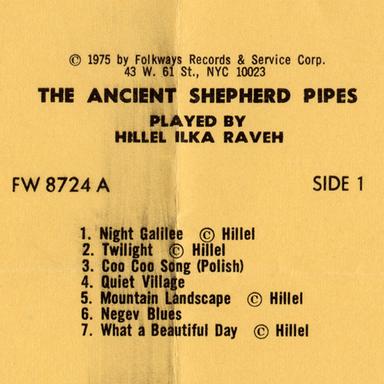 © 1975 by Folkways Records & Service Corp.
43 W. 61 St., NYC 10023
THE ANCIENT SHEPHERD PIPES
PLAYED BY
HILLEL ILKA RAVEH
FW 8724 A SIDE 1
1. Night Galilee © Hillel
2. Twilight © Hillel
3. Coo Coo Song (Polish)
4. Quiet Village
5. Mountain Landscape © Hillel
6. Negev Blues
7. What a Beautiful Day © Hillel